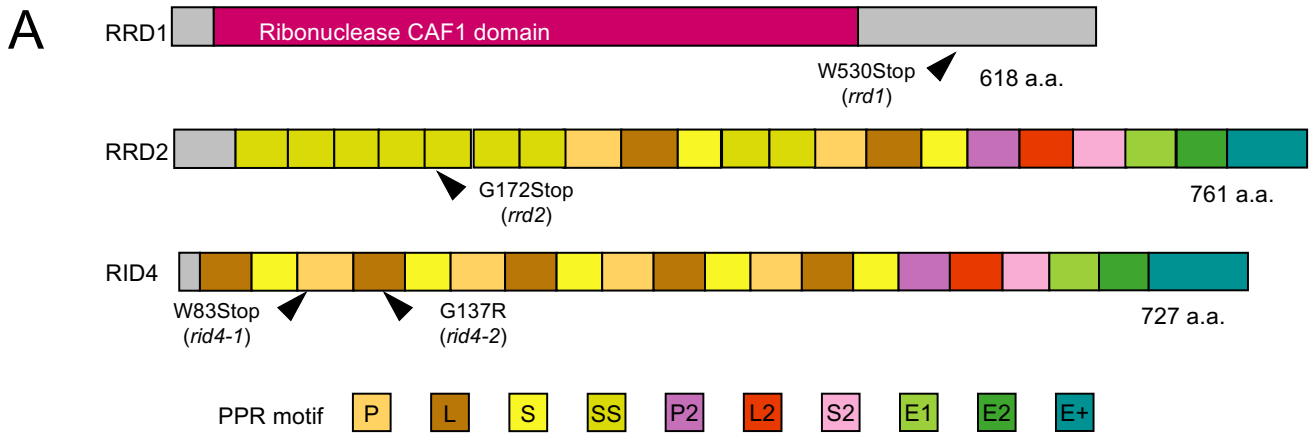 A
RRD1
Ribonuclease CAF1 domain
W530Stop
(rrd1)
618 a.a.
RRD2
G172Stop
(rrd2)
761 a.a.
RID4
W83Stop
(rid4-1)
G137R
(rid4-2)
727 a.a.
PPR motif P L S SS P2 L2 S2 E1 E2 E+